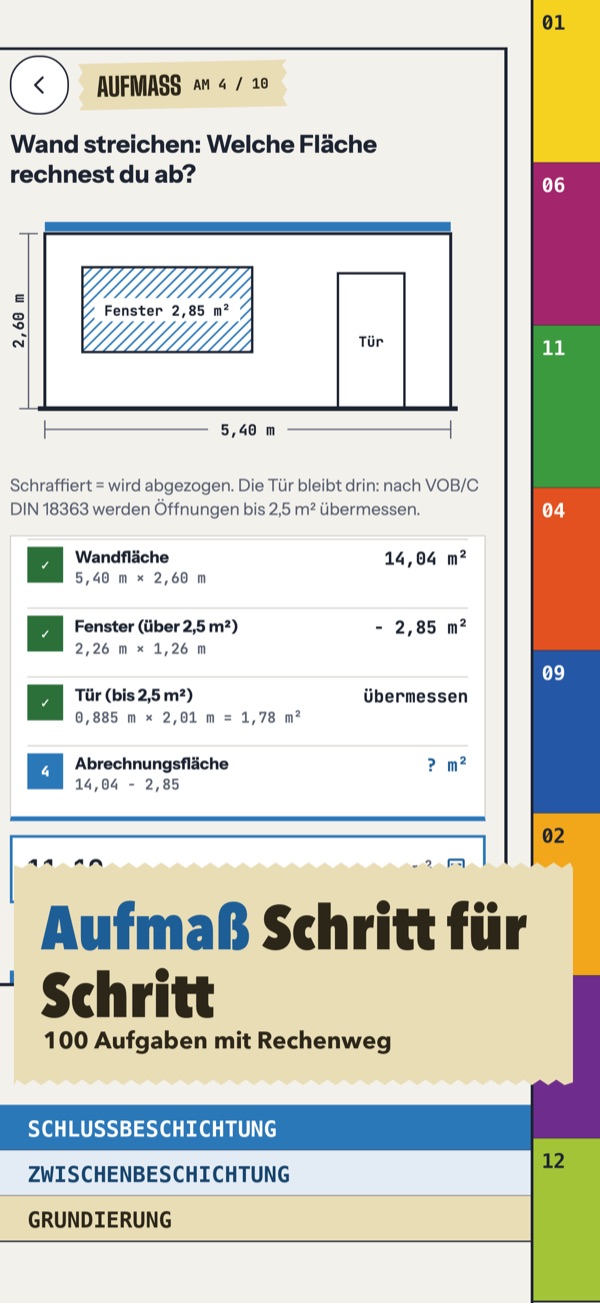 01
AUFMASS AM 4 / 10
Wand streichen: Welche Fläche
rechnest du ab?
06
2,60 m
Fenster 2,85 m²
Tür
11
5,40 m
Schraffiert = wird abgezogen. Die Tür bleibt drin: nach VOB/C
DIN 18363 werden Öffnungen bis 2,5 m² übermessen.
04
Wandfläche 14,04 m²
5,40 m × 2,60 m
Fenster (über 2,5 m²) - 2,85 m²
2,26 m × 1,26 m
09
Tür (bis 2,5 m²) übermessen
0,885 m × 2,01 m = 1,78 m²
4 Abrechnungsfläche ? m²
14,04 - 2,85
02
Aufmaß Schritt für
Schritt
100 Aufgaben mit Rechenweg
SCHLUSSBESCHICHTUNG
12
ZWISCHENBESCHICHTUNG
GRUNDIERUNG